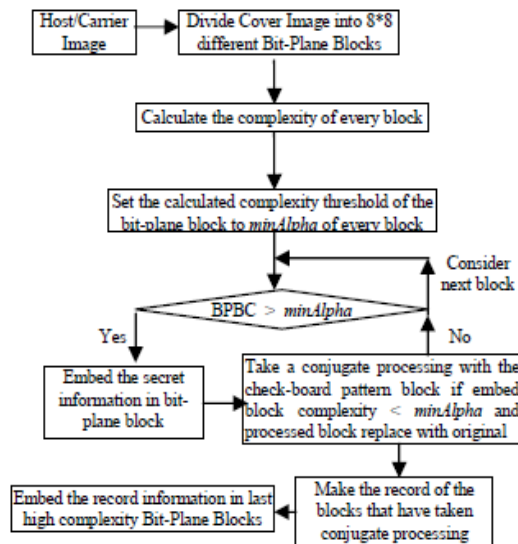 Host/Carrier
Image
Divide Cover Image into 8*8
different Bit-Plane Blocks
Calculate the complexity of every block
Set the calculated complexity threshold of the
bit-plane block to minAlpha of every block
Consider
next block
BPBC > minAlpha
Yes
No
Embed the secret
information in bit-
plane block
Take a conjugate processing with the
check-board pattern block if embed
block complexity < minAlpha and
processed block replace with original
Embed the record information in last
high complexity Bit-Plane Blocks
Make the record of the
blocks that have taken
conjugate processing